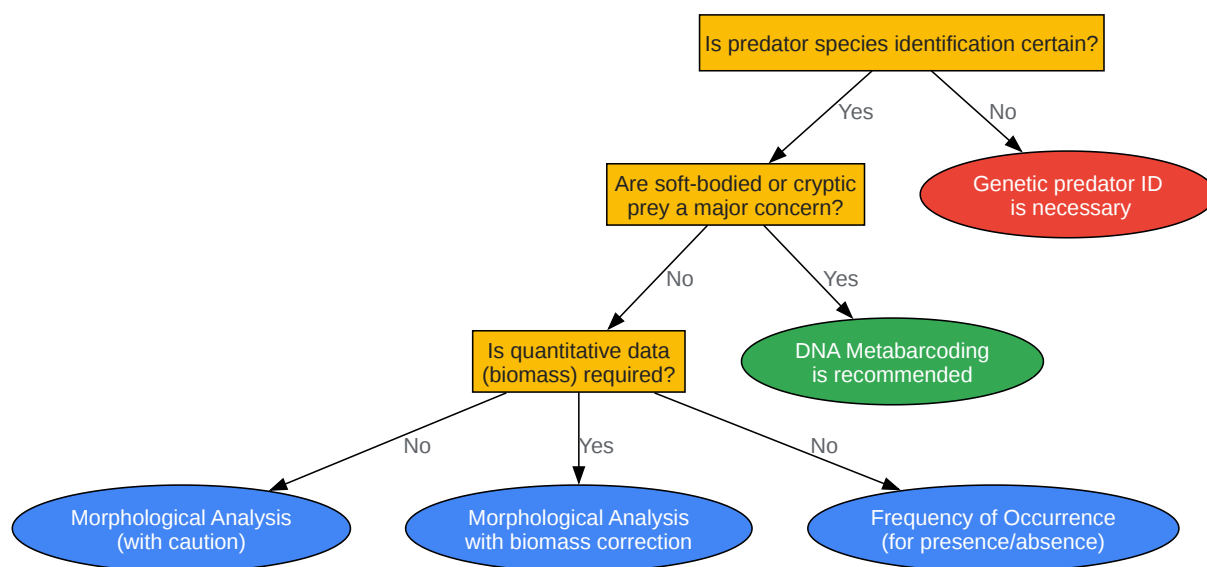 Is predator species identification certain?
Yes
No
Are soft-bodied or cryptic
prey a major concern?
Genetic predator ID
is necessary
No
Yes
Is quantitative data
(biomass) required?
DNA Metabarcoding
is recommended
No
Yes
No
Morphological Analysis
(with caution)
Morphological Analysis
with biomass correction
Frequency of Occurrence
(for presence/absence)